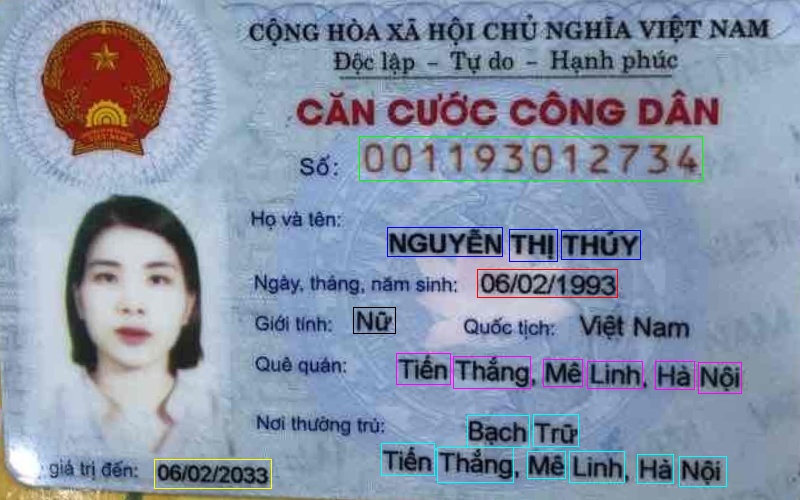 CỘNG HÒA XÃ HỘI CHỦ NGHĨA VIỆT NAM
Độc lập - Tự do - Hạnh phúc
CĂN CƯỚC CÔNG DÂN
Số: 001193012734
Họ và tên:
NGUYỄN THỊ THÚY
Ngày, tháng, năm sinh: 06/02/1993
Giới tính: Nữ Quốc tịch: Việt Nam
Quê quán: Tiến Thắng, Mê Linh, Hà Nội
Nơi thường trú: Bạch Trữ
Tiến Thắng, Mê Linh, Hà Nội
giá trị đến: 06/02/2033